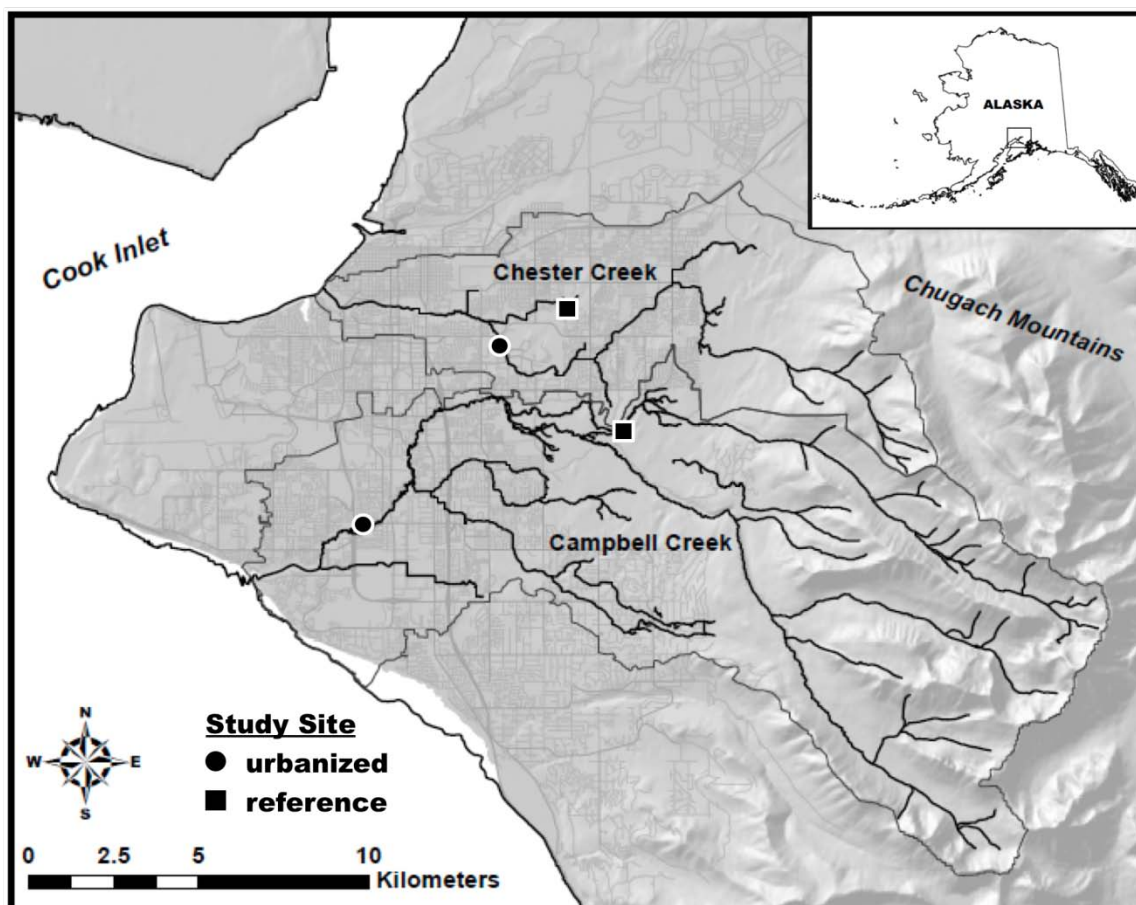 ALASKA
Cook Inlet
Chester Creek
Chugach Mountains
Campbell Creek
N
W E
S
Study Site
urbanized
reference
0 2.5 5 10
Kilometers